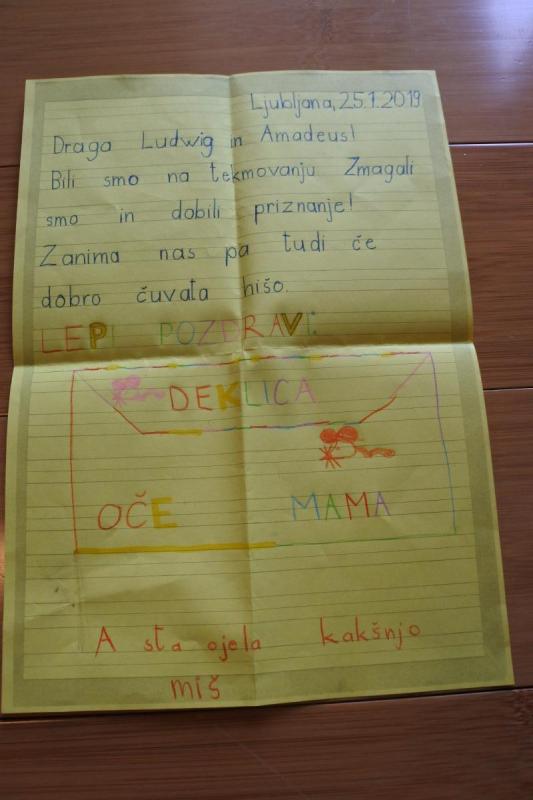 Ljubljana, 25.1.2019
Draga Ludwig in Amadeus!
Bili smo na tekmovanju Zmagali
smo in dobili priznanje!
Zanima nas pa tudi če
dobro čuvata hišo.
LEPI POZERAVI:
DEKLICA
OČE MAMA
A sta ojela kakšnjo
miš